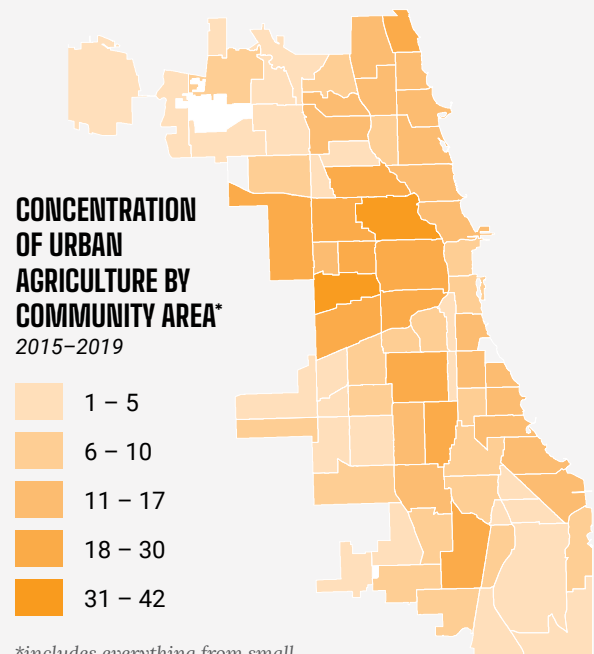 CONCENTRATION
OF URBAN
AGRICULTURE BY
COMMUNITY AREA*
2015–2019
1 – 5
6 – 10
11 – 17
18 – 30
31 – 42
*includes everything from small